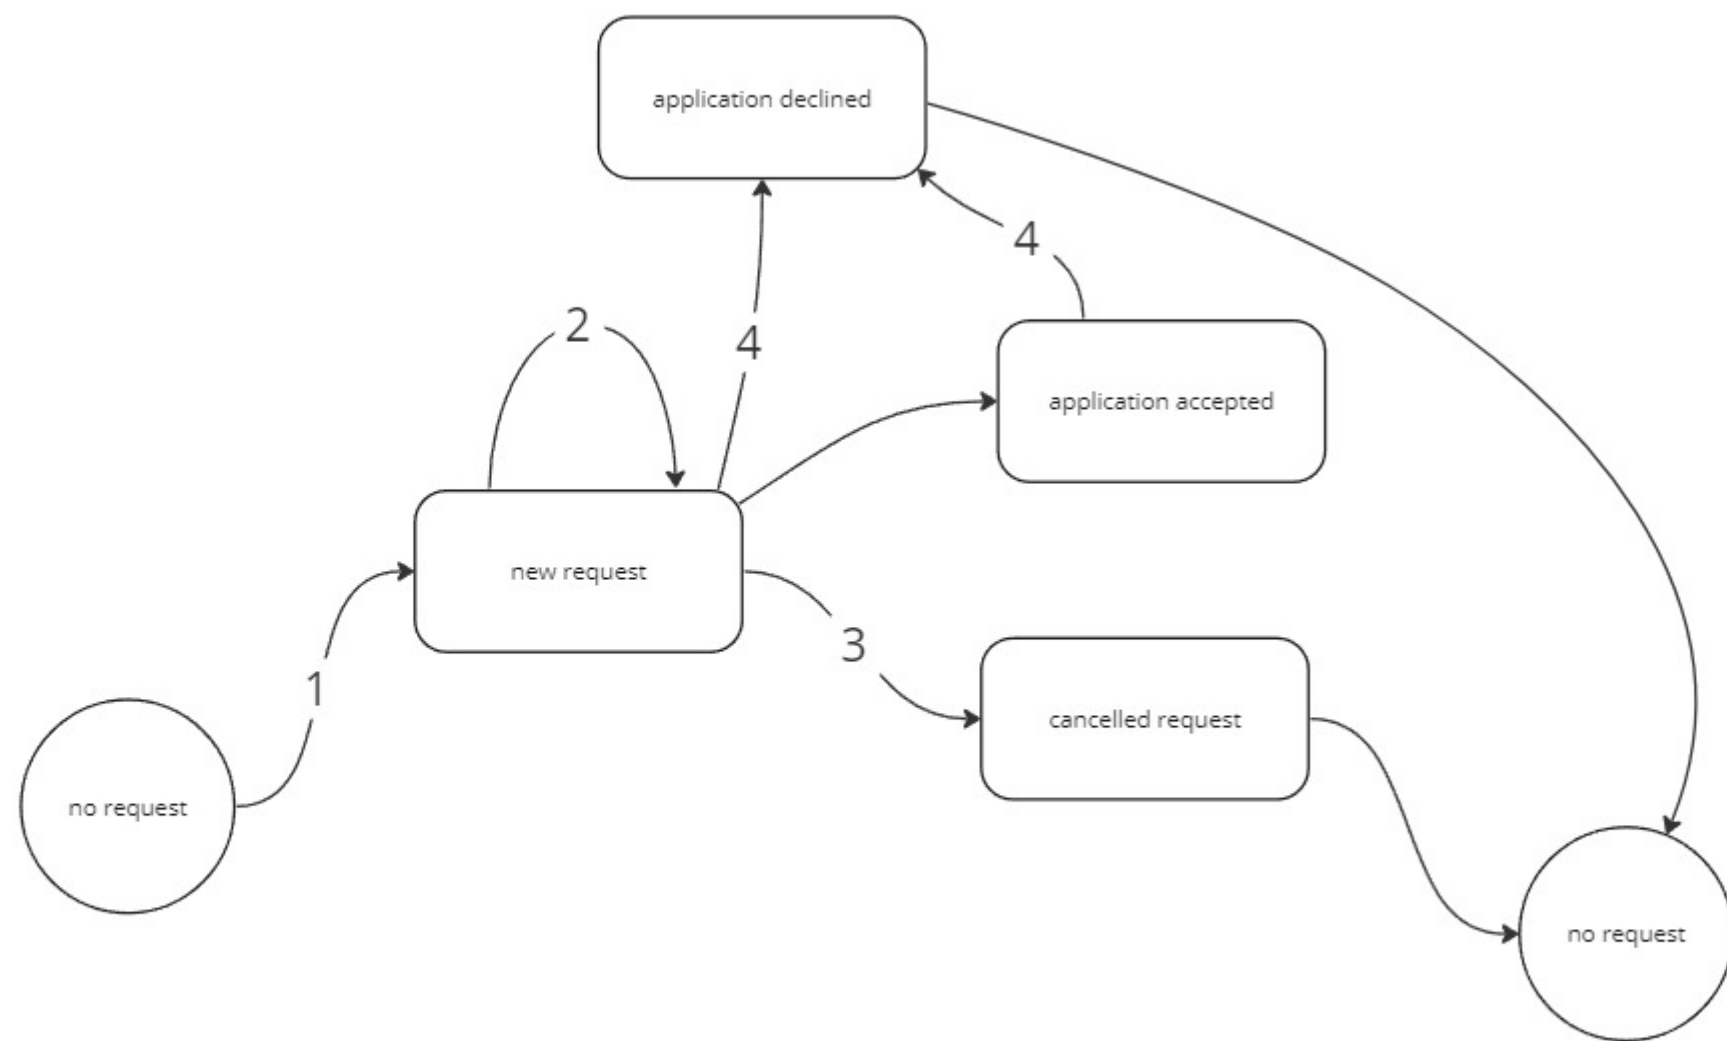 application declined
4
2
4
application accepted
new request
3
1
cancelled request
no request
no request